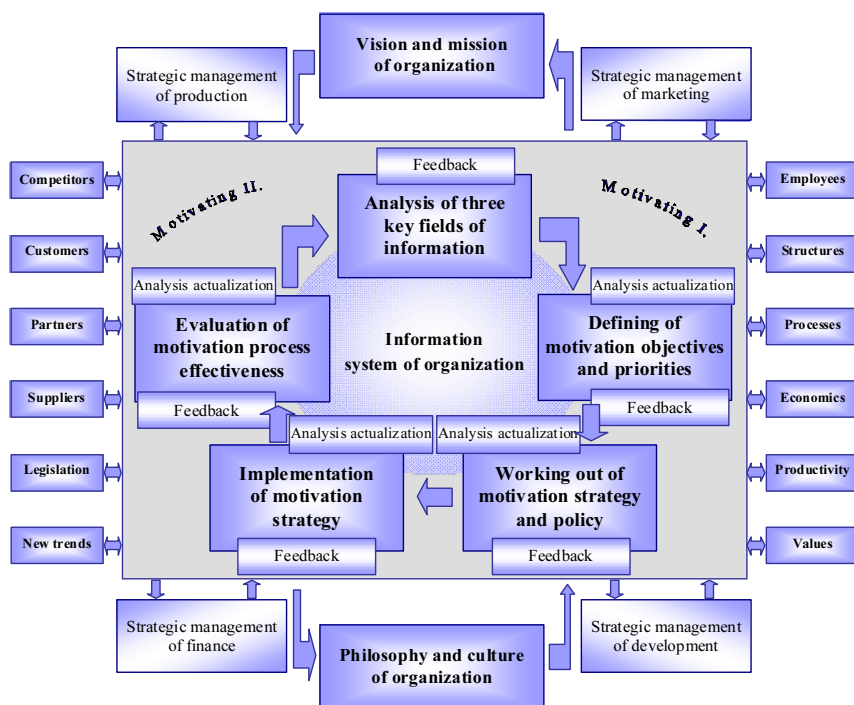 Vision and mission
of organization
Strategic management
of production
Strategic management
of marketing
Feedback
Motivating II.
Motivating I.
Analysis of three
key fields of
information
Competitors
Customers
Partners
Suppliers
Legislation
New trends
Employees
Structures
Processes
Economics
Productivity
Values
Analysis actualization
Evaluation of
motivation process
effectiveness
Feedback
Information
system of organization
Analysis actualization
Defining of
motivation objectives
and priorities
Feedback
Analysis actualization
Implementation
of motivation
strategy
Feedback
Analysis actualization
Working out of
motivation strategy
and policy
Feedback
Strategic management
of finance
Philosophy and culture
of organization
Strategic management
of development